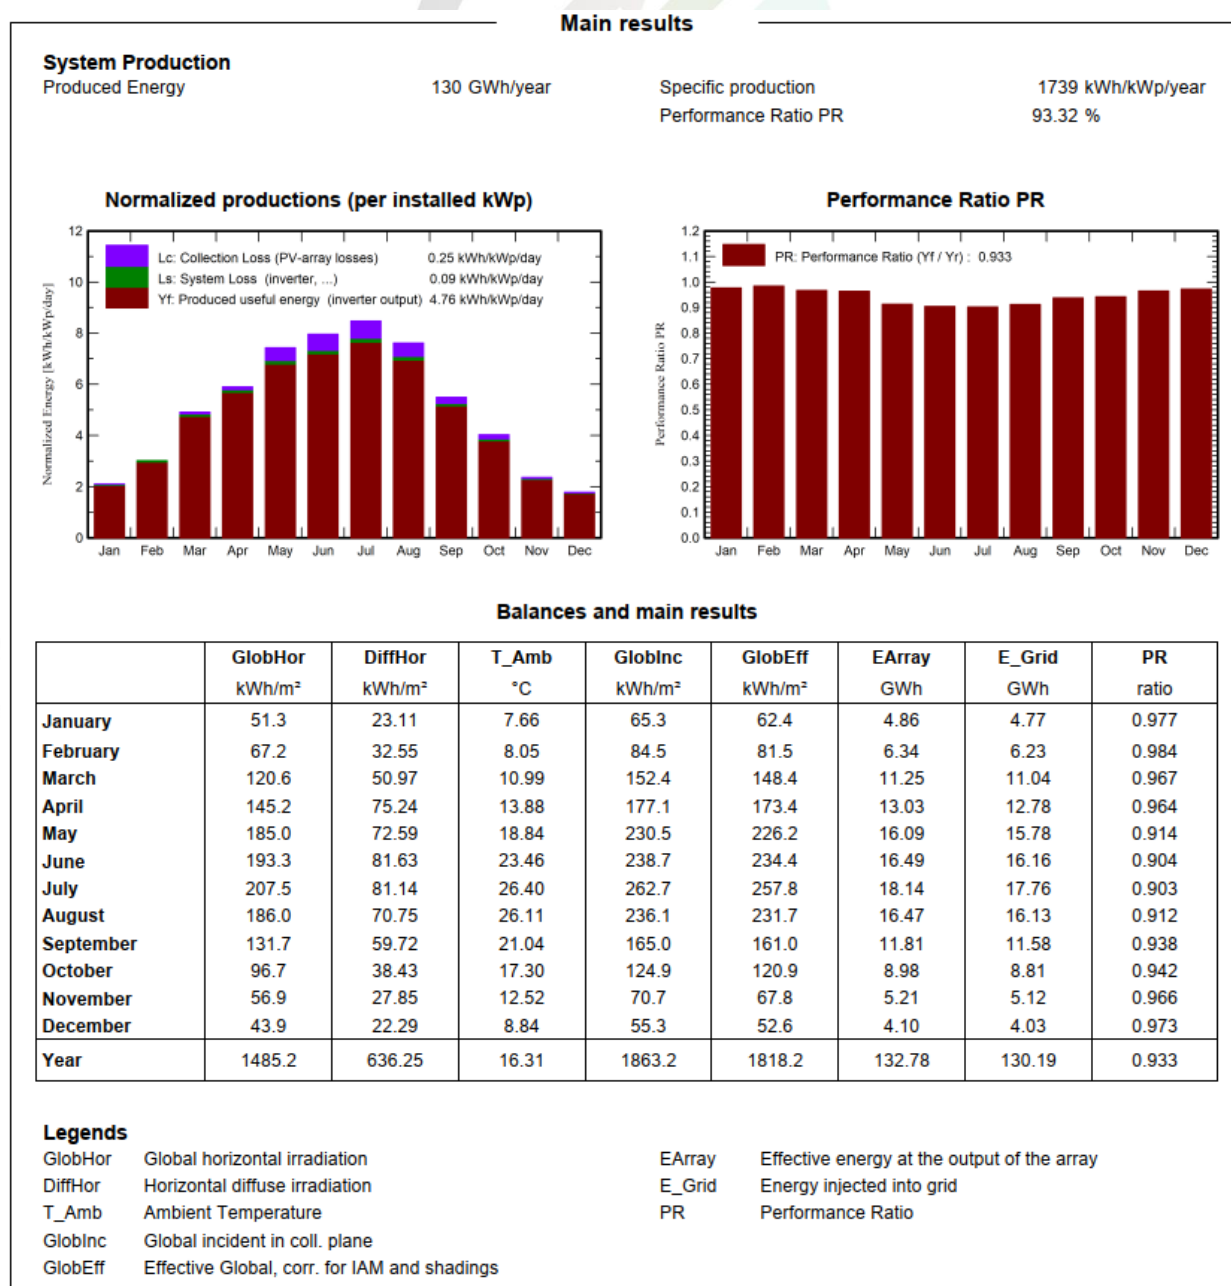 Main results
System Production
Produced Energy 130 GWh/year Specific production 1739 kWh/kWp/year
Performance Ratio PR 93.32 %
Normalized productions (per installed kWp)
12
10
8
6
4
2
0
Normalized Energy [kWh/kWp/day]
Lc: Collection Loss (PV-array losses) 0.25 kWh/kWp/day
Ls: System Loss (inverter, ...) 0.09 kWh/kWp/day
Yf: Produced useful energy (inverter output) 4.76 kWh/kWp/day
Jan Feb Mar Apr May Jun Jul Aug Sep Oct Nov Dec
Performance Ratio PR
1.2
1.1
1.0
0.9
0.8
0.7
0.6
0.5
0.4
0.3
0.2
0.1
0.0
Performance Ratio PR
PR: Performance Ratio (Yf / Yr) : 0.933
Jan Feb Mar Apr May Jun Jul Aug Sep Oct Nov Dec
Balances and main results
GlobHor DiffHor T_Amb GlobInc GlobEff EArray E_Grid PR
kWh/m² kWh/m² °C kWh/m² kWh/m² GWh GWh ratio
January 51.3 23.11 7.66 65.3 62.4 4.86 4.77 0.977
February 67.2 32.55 8.05 84.5 81.5 6.34 6.23 0.984
March 120.6 50.97 10.99 152.4 148.4 11.25 11.04 0.967
April 145.2 75.24 13.88 177.1 173.4 13.03 12.78 0.964
May 185.0 72.59 18.84 230.5 226.2 16.09 15.78 0.914
June 193.3 81.63 23.46 238.7 234.4 16.49 16.16 0.904
July 207.5 81.14 26.40 262.7 257.8 18.14 17.76 0.903
August 186.0 70.75 26.11 236.1 231.7 16.47 16.13 0.912
September 131.7 59.72 21.04 165.0 161.0 11.81 11.58 0.938
October 96.7 38.43 17.30 124.9 120.9 8.98 8.81 0.942
November 56.9 27.85 12.52 70.7 67.8 5.21 5.12 0.966
December 43.9 22.29 8.84 55.3 52.6 4.10 4.03 0.973
Year 1485.2 636.25 16.31 1863.2 1818.2 132.78 130.19 0.933
Legends
GlobHor Global horizontal irradiation
DiffHor Horizontal diffuse irradiation
T_Amb Ambient Temperature
GlobInc Global incident in coll. plane
GlobEff Effective Global, corr. for IAM and shadings
EArray Effective energy at the output of the array
E_Grid Energy injected into grid
PR Performance Ratio